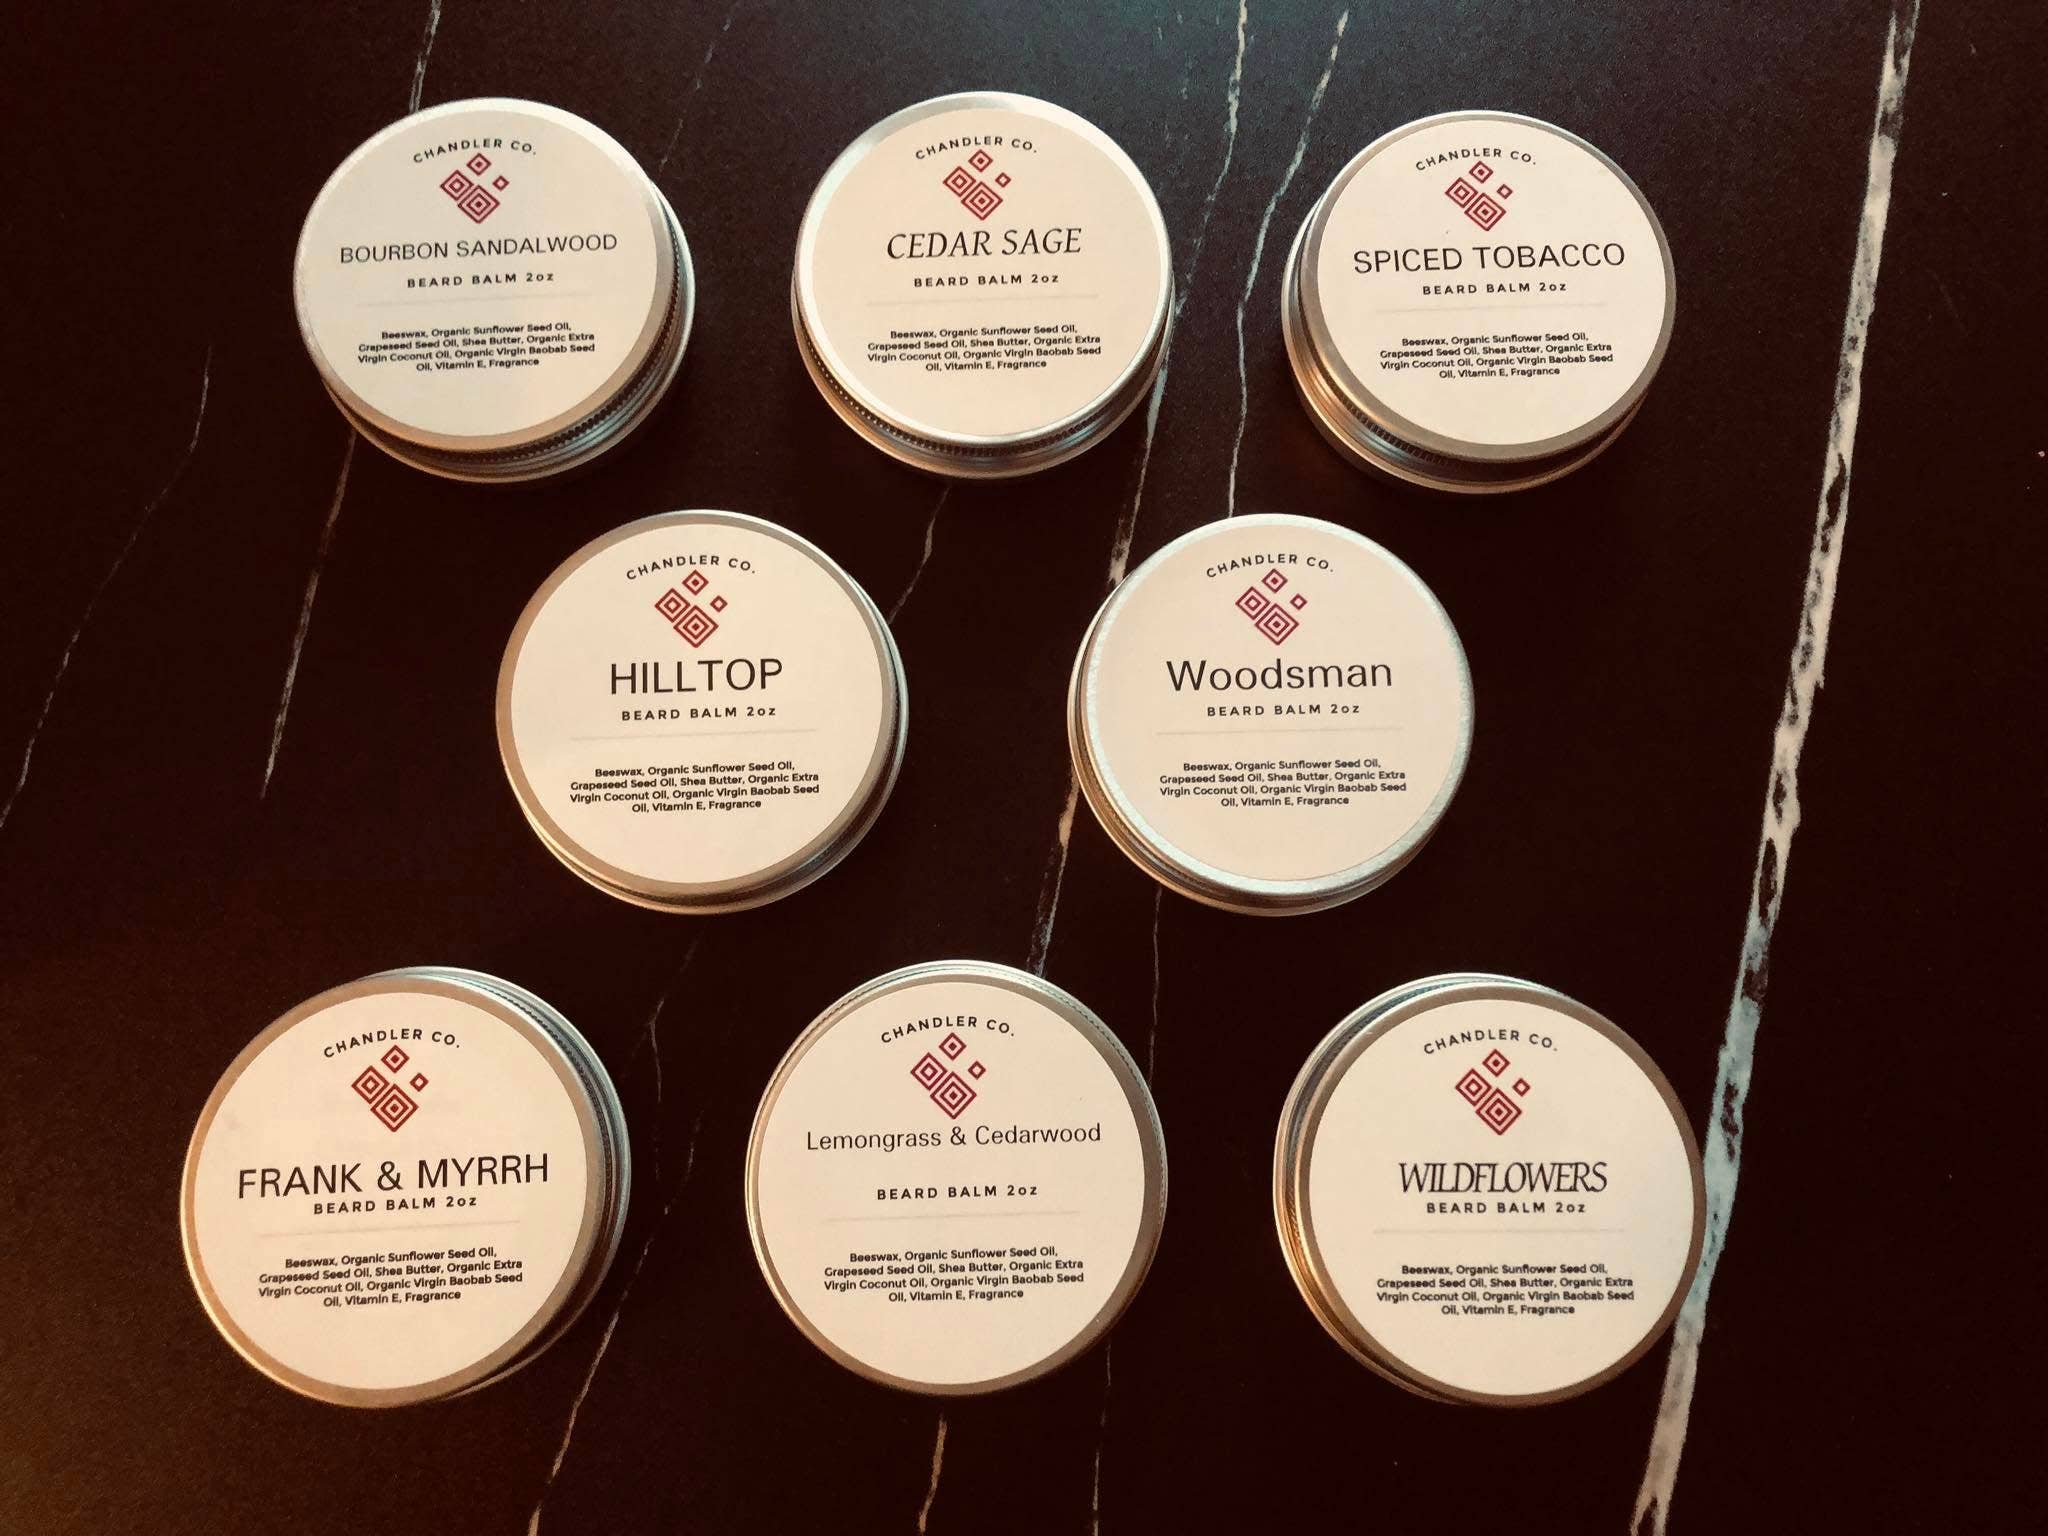 CHANDLER CO.
BOURBON SANDALWOOD
BEARD BALM 2oz
Beeswax, Organic Sunflower Seed Oil,
Grapeseed Seed Oil, Shea Butter, Organic Extra
Virgin Coconut Oil, Organic Virgin Baobab Seed
Oil, Vitamin E, Fragrance
CHANDLER CO.
CEDAR SAGE
BEARD BALM 2oz
Beeswax, Organic Sunflower Seed Oil,
Grapeseed Seed Oil, Shea Butter, Organic Extra
Virgin Coconut Oil, Organic Virgin Baobab Seed
Oil, Vitamin E, Fragrance
CHANDLER CO.
SPICED TOBACCO
BEARD BALM 2oz
Beeswax, Organic Sunflower Seed Oil,
Grapeseed Seed Oil, Shea Butter, Organic Extra
Virgin Coconut Oil, Organic Virgin Baobab Seed
Oil, Vitamin E, Fragrance
CHANDLER CO.
HILLTOP
BEARD BALM 2oz
Beeswax, Organic Sunflower Seed Oil,
Grapeseed Seed Oil, Shea Butter, Organic Extra
Virgin Coconut Oil, Organic Virgin Baobab Seed
Oil, Vitamin E, Fragrance
CHANDLER CO.
Woodsman
BEARD BALM 2oz
Beeswax, Organic Sunflower Seed Oil,
Grapeseed Seed Oil, Shea Butter, Organic Extra
Virgin Coconut Oil, Organic Virgin Baobab Seed
Oil, Vitamin E, Fragrance
CHANDLER CO.
FRANK & MYRRH
BEARD BALM 2oz
Beeswax, Organic Sunflower Seed Oil,
Grapeseed Seed Oil, Shea Butter, Organic Extra
Virgin Coconut Oil, Organic Virgin Baobab Seed
Oil, Vitamin E, Fragrance
CHANDLER CO.
Lemongrass & Cedarwood
BEARD BALM 2oz
Beeswax, Organic Sunflower Seed Oil,
Grapeseed Seed Oil, Shea Butter, Organic Extra
Virgin Coconut Oil, Organic Virgin Baobab Seed
Oil, Vitamin E, Fragrance
CHANDLER CO.
WILDFLOWERS
BEARD BALM 2oz
Beeswax, Organic Sunflower Seed Oil,
Grapeseed Seed Oil, Shea Butter, Organic Extra
Virgin Coconut Oil, Organic Virgin Baobab Seed
Oil, Vitamin E, Fragrance